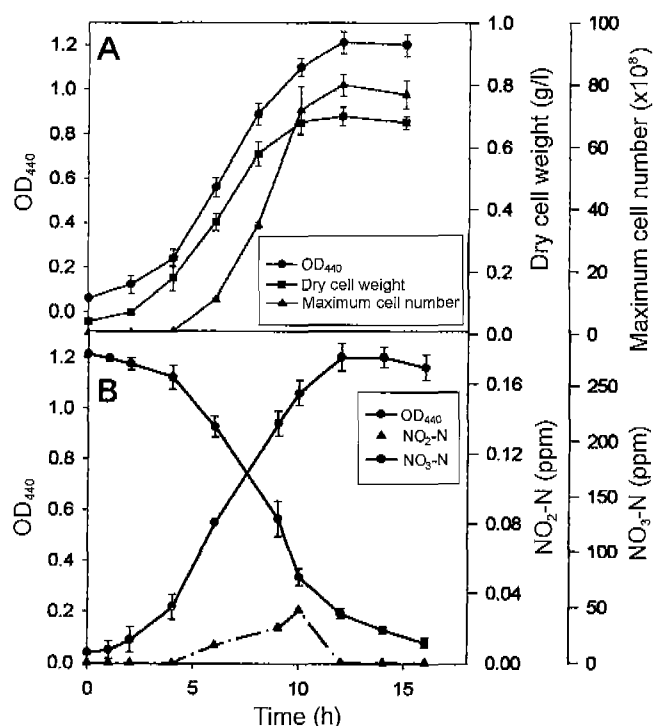 A
OD440
1.2
1.0
0.8
0.6
0.4
0.2
0.0
OD440
Dry cell weight
Maximum cell number
1.0
0.8
0.6
0.4
0.2
0.0
Dry cell weight (g/l)
100
80
60
40
20
0
Maximum cell number (x10⁸)
B
OD440
1.2
1.0
0.8
0.6
0.4
0.2
0.0
OD440
NO2-N
NO3-N
0.16
0.12
0.08
0.04
0.00
NO2-N (ppm)
250
200
150
100
50
0
NO3-N (ppm)
0
5
10
15
Time (h)